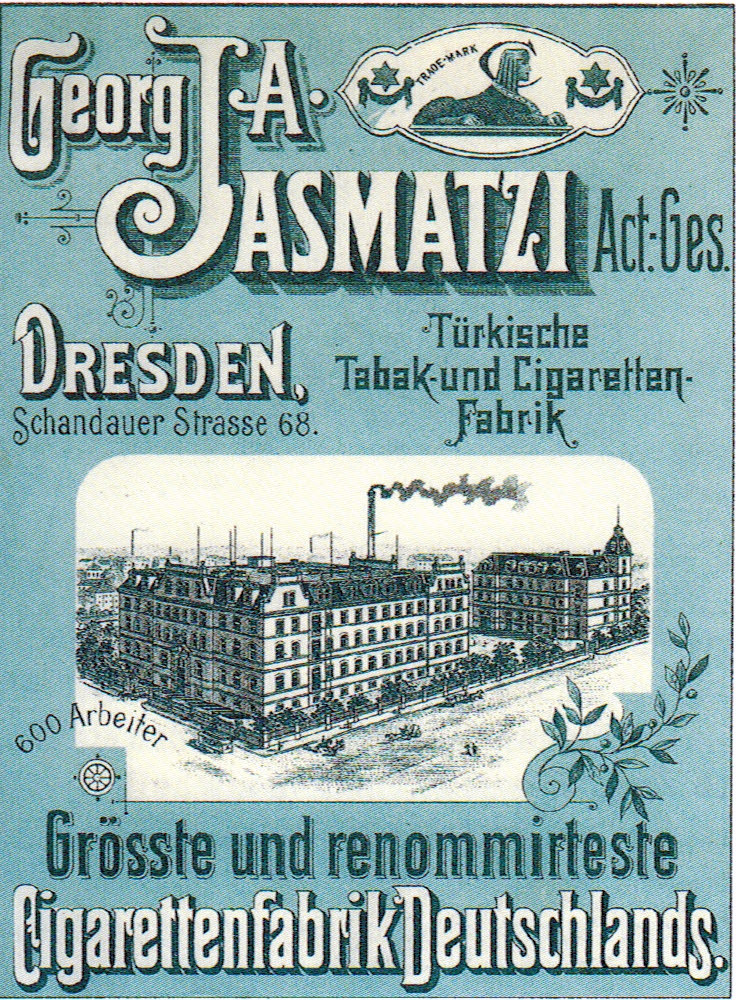 Georg A.
TRADE-MARK
JASMATZI Act.-Ges.
DRESDEN,
Schandauer Strasse 68.
Türkische
Tabak- und Cigaretten-
Fabrik
600 Arbeiter
Grösste und renommirteste
Cigarettenfabrik Deutschlands.